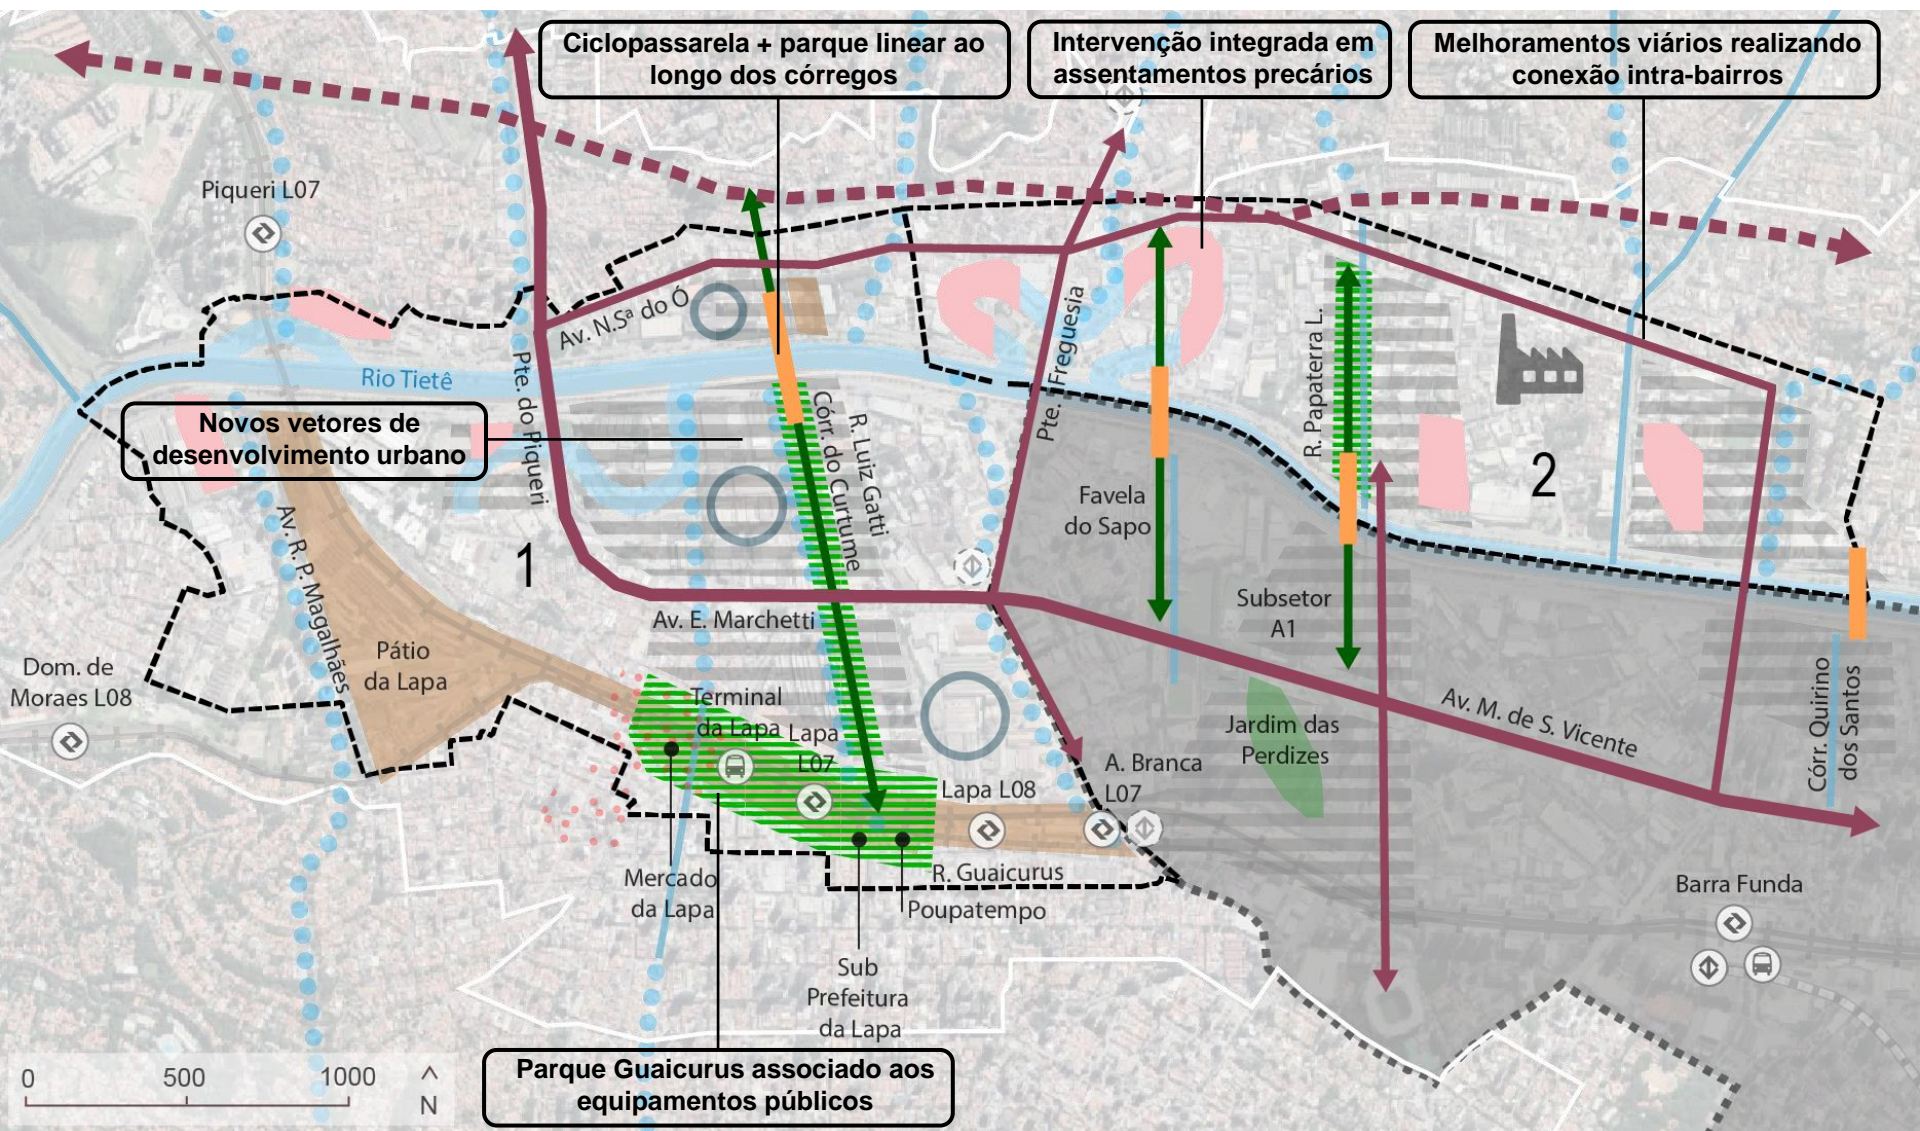 Ciclopassarela + parque linear ao
longo dos córregos
Intervenção integrada em
assentamentos precários
Melhoramentos viários realizando
conexão intra-bairros
Piqueri L07
Av. N.Sª do Ó
Rio Tietê
Pte. do Piqueri
Pte. Freguesia
R. Papaterra L.
Novos vetores de
desenvolvimento urbano
Córr. do Curtume
R. Luiz Gatti
2
1
Favela
do Sapo
Av. R. P. Magalhães
Subsetor
A1
Av. E. Marchetti
Pátio
da Lapa
Dom. de
Moraes L08
Terminal
da Lapa
Lapa
L07
Jardim das
Perdizes
Av. M. de S. Vicente
Córr. Quirino
dos Santos
A. Branca
L07
Lapa L08
Mercado
da Lapa
R. Guaicurus
Poupatempo
Barra Funda
Sub
Prefeitura
da Lapa
Parque Guaicurus associado aos
equipamentos públicos
0 500 1000
N